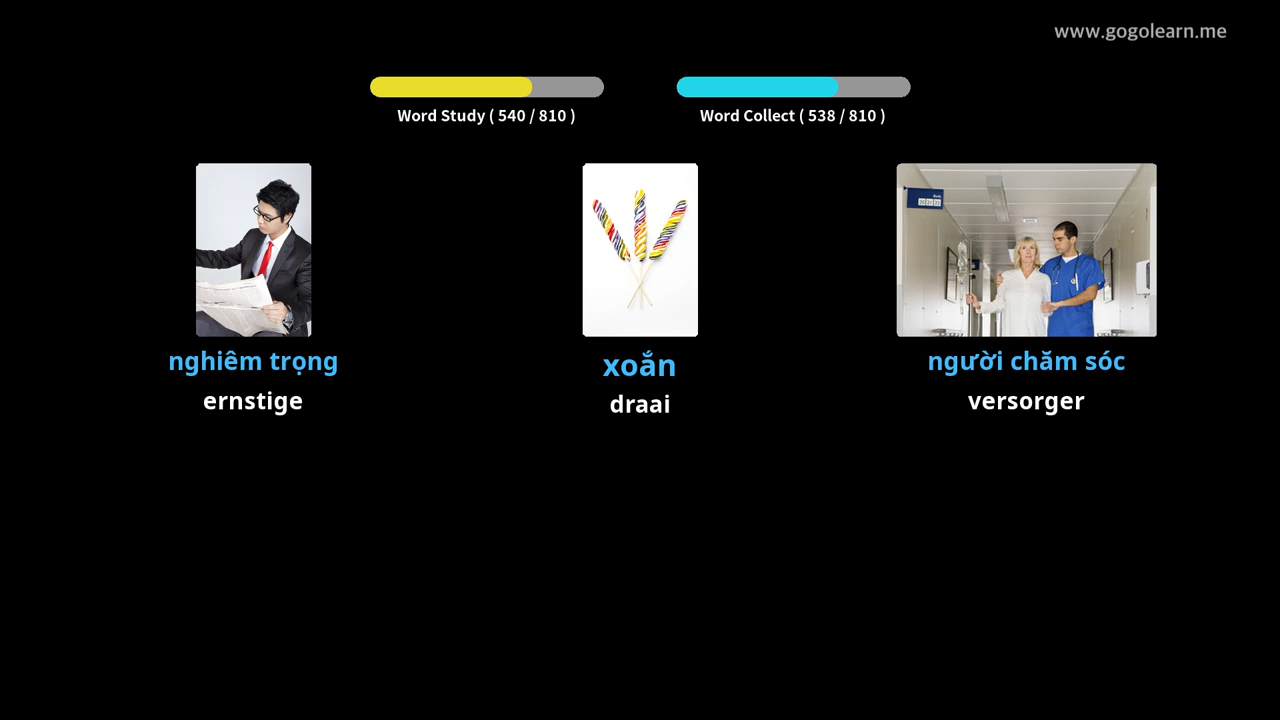 www.gogolearn.me
Word Study ( 540 / 810 )
Word Collect ( 538 / 810 )
nghiêm trọng
xoắn
người chăm sóc
ernstige
draai
versorger